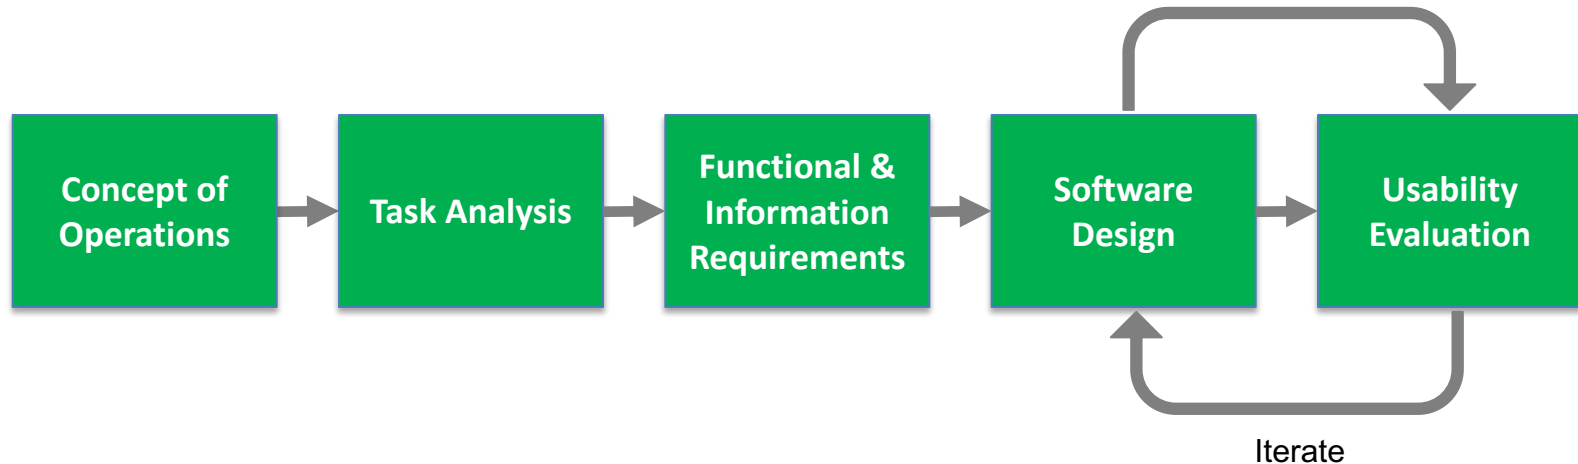 Concept of
Operations
Task Analysis
Functional &
Information
Requirements
Software
Design
Usability
Evaluation
Iterate